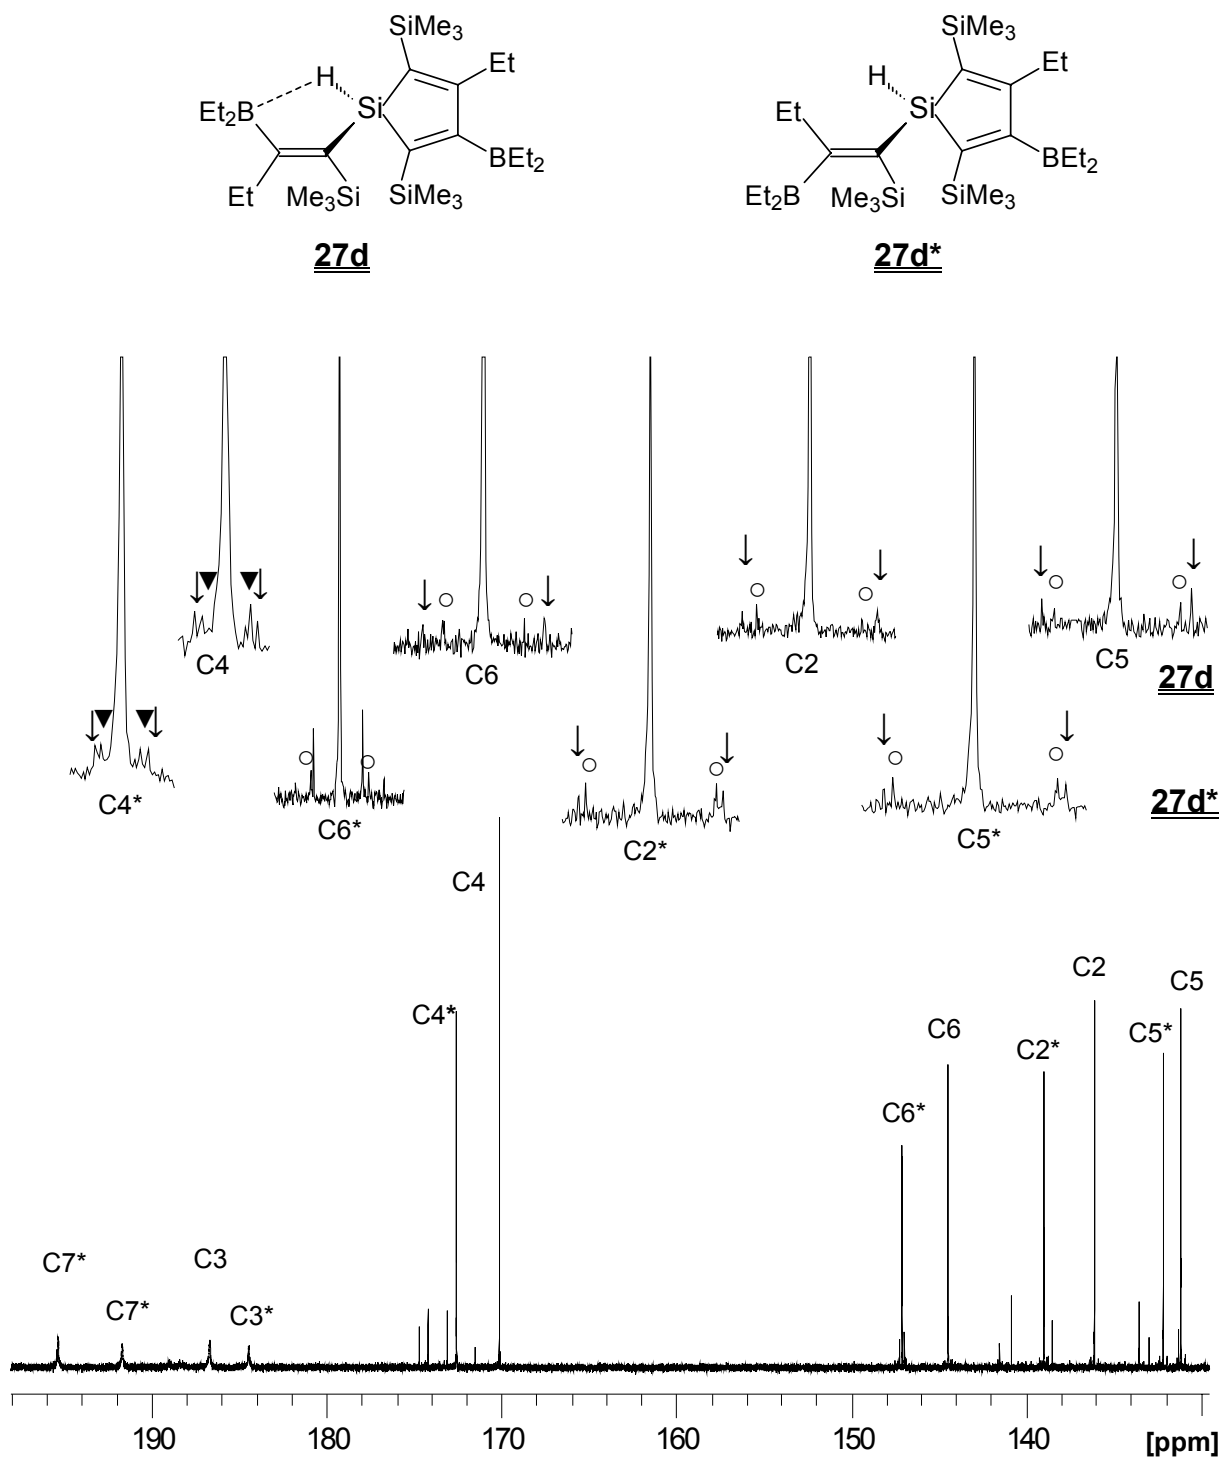 SiMe3
H
Et
Et2B
Si
BEt2
Et
Me3Si
SiMe3
27d
SiMe3
H
Et
Et
Si
BEt2
Et2B
Me3Si
SiMe3
27d*
C4
C6
C2
C5
27d
C4*
C6*
C2*
C5*
27d*
C4
C4*
C2
C5
C6
C2*
C5*
C6*
C7*
C3
C7*
C3*
190
180
170
160
150
140
[ppm]